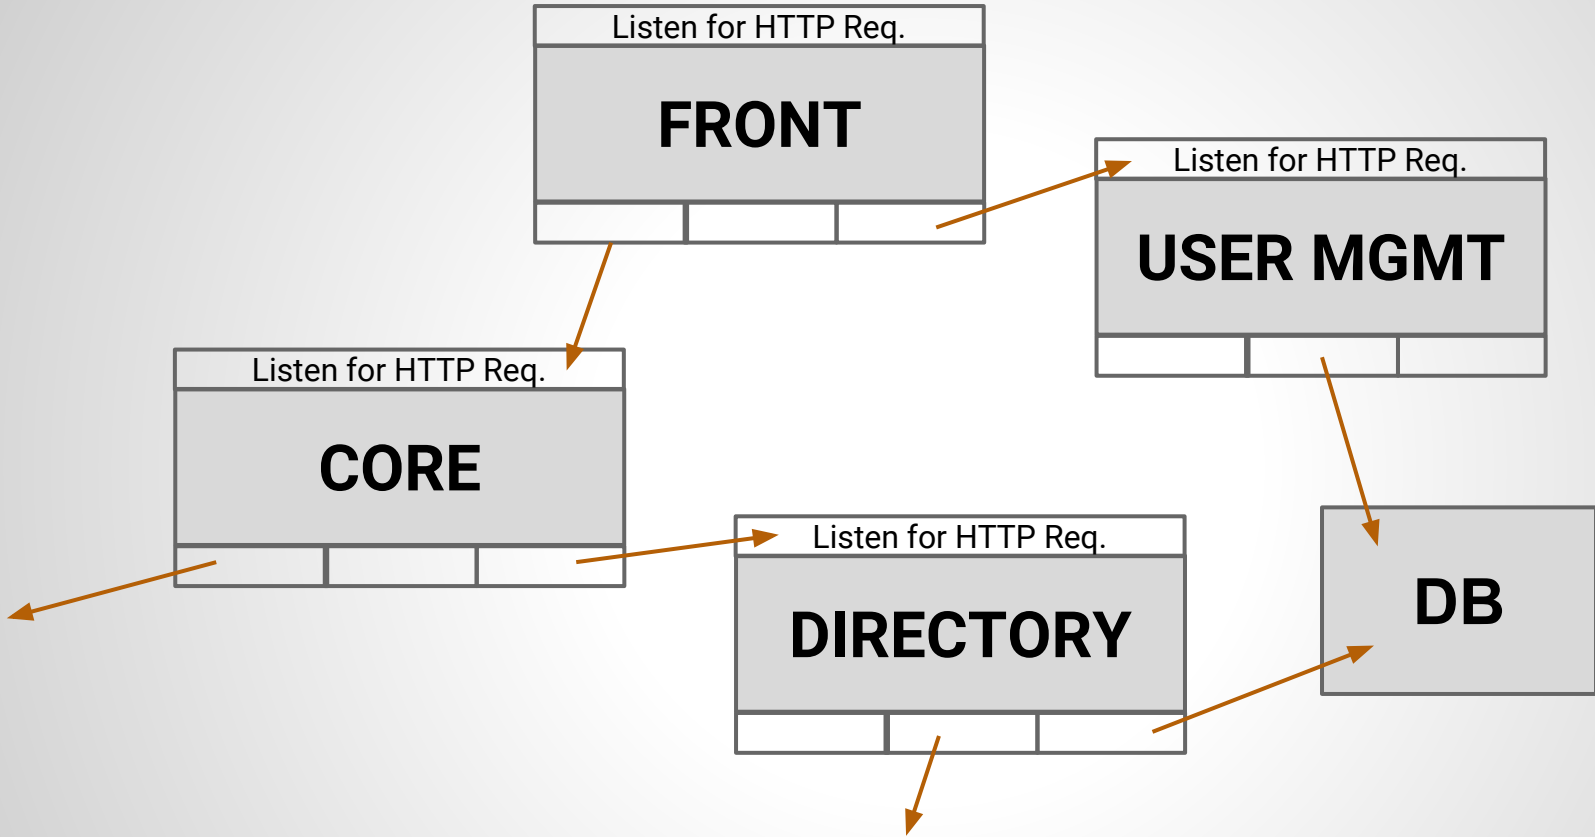 Listen for HTTP Req.
FRONT
Listen for HTTP Req.
USER MGMT
Listen for HTTP Req.
CORE
Listen for HTTP Req.
DIRECTORY
DB